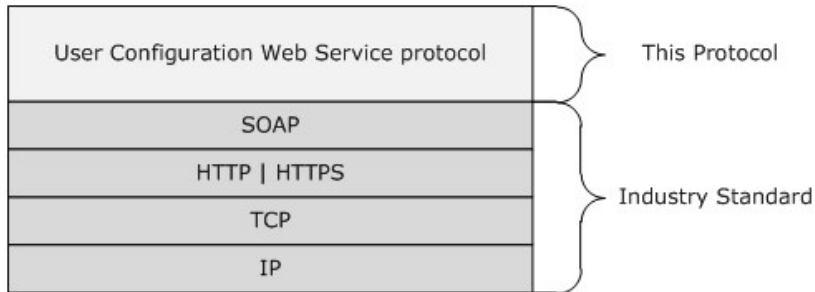 User Configuration Web Service protocol
This Protocol
SOAP
HTTP | HTTPS
TCP
IP
Industry Standard